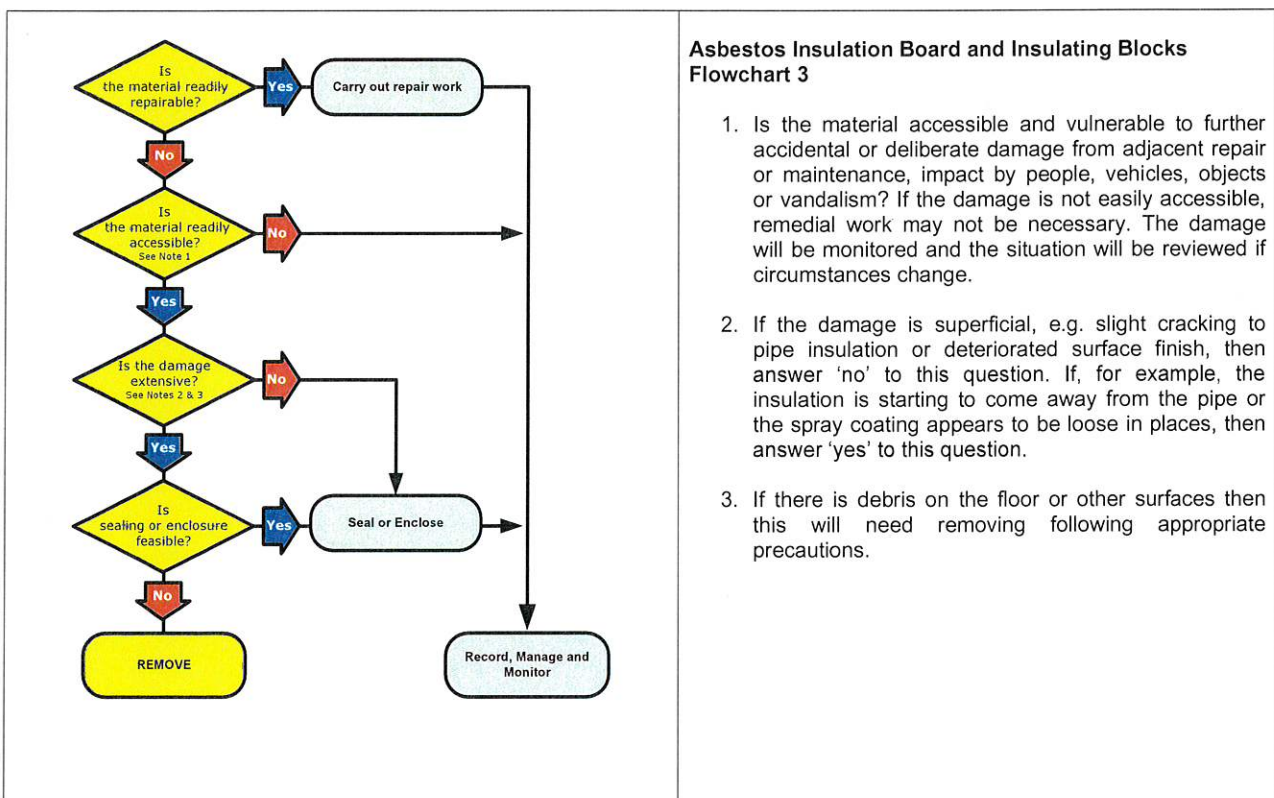 Is
the material readily
repairable?
Yes
Carry out repair work
No
Is
the material readily
accessible?
See Note 1
No
Yes
Is the damage
extensive?
See Notes 2 & 3
No
Yes
Is
sealing or enclosure
feasible?
Yes
Seal or Enclose
No
REMOVE
Record, Manage and
Monitor
Asbestos Insulation Board and Insulating Blocks
Flowchart 3
1. Is the material accessible and vulnerable to further
accidental or deliberate damage from adjacent repair
or maintenance, impact by people, vehicles, objects
or vandalism? If the damage is not easily accessible,
remedial work may not be necessary. The damage
will be monitored and the situation will be reviewed if
circumstances change.
2. If the damage is superficial, e.g. slight cracking to
pipe insulation or deteriorated surface finish, then
answer ‘no’ to this question. If, for example, the
insulation is starting to come away from the pipe or
the spray coating appears to be loose in places, then
answer ‘yes’ to this question.
3. If there is debris on the floor or other surfaces then
this will need removing following appropriate
precautions.